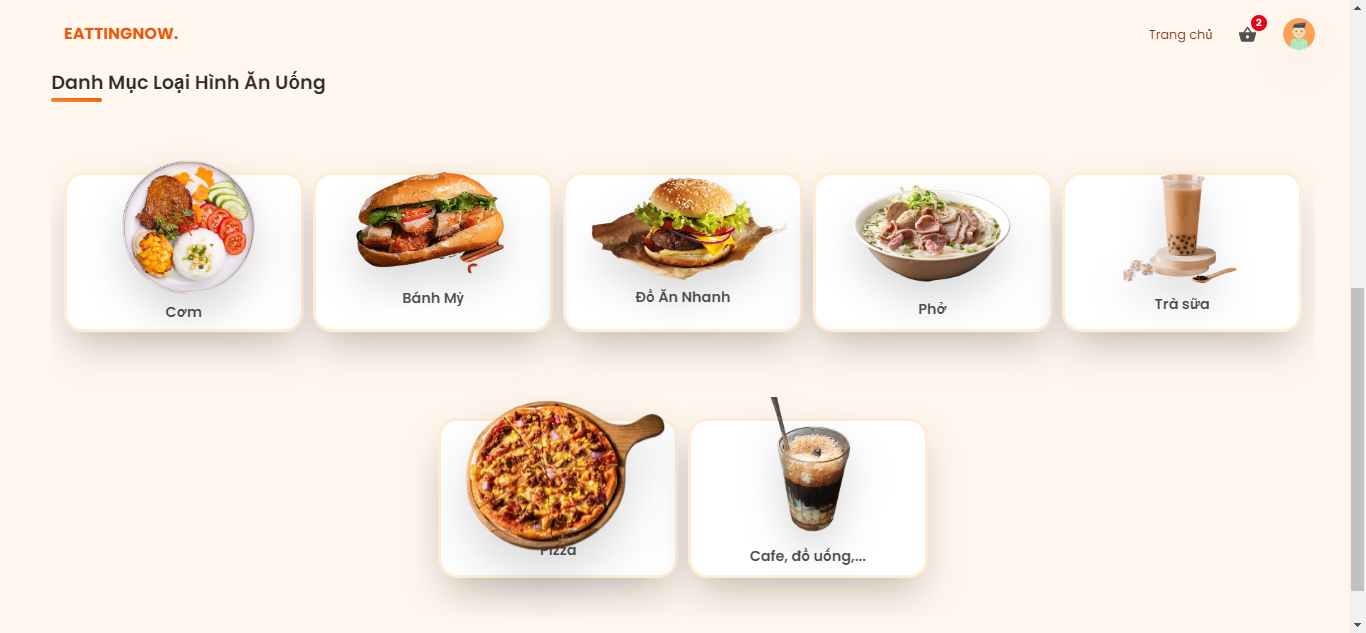 EATTINGNOW.
Trang chủ
2
Danh Mục Loại Hình Ăn Uống
Cơm
Bánh Mỳ
Đồ Ăn Nhanh
Phở
Trà sữa
Pizza
Cafe, đồ uống,...